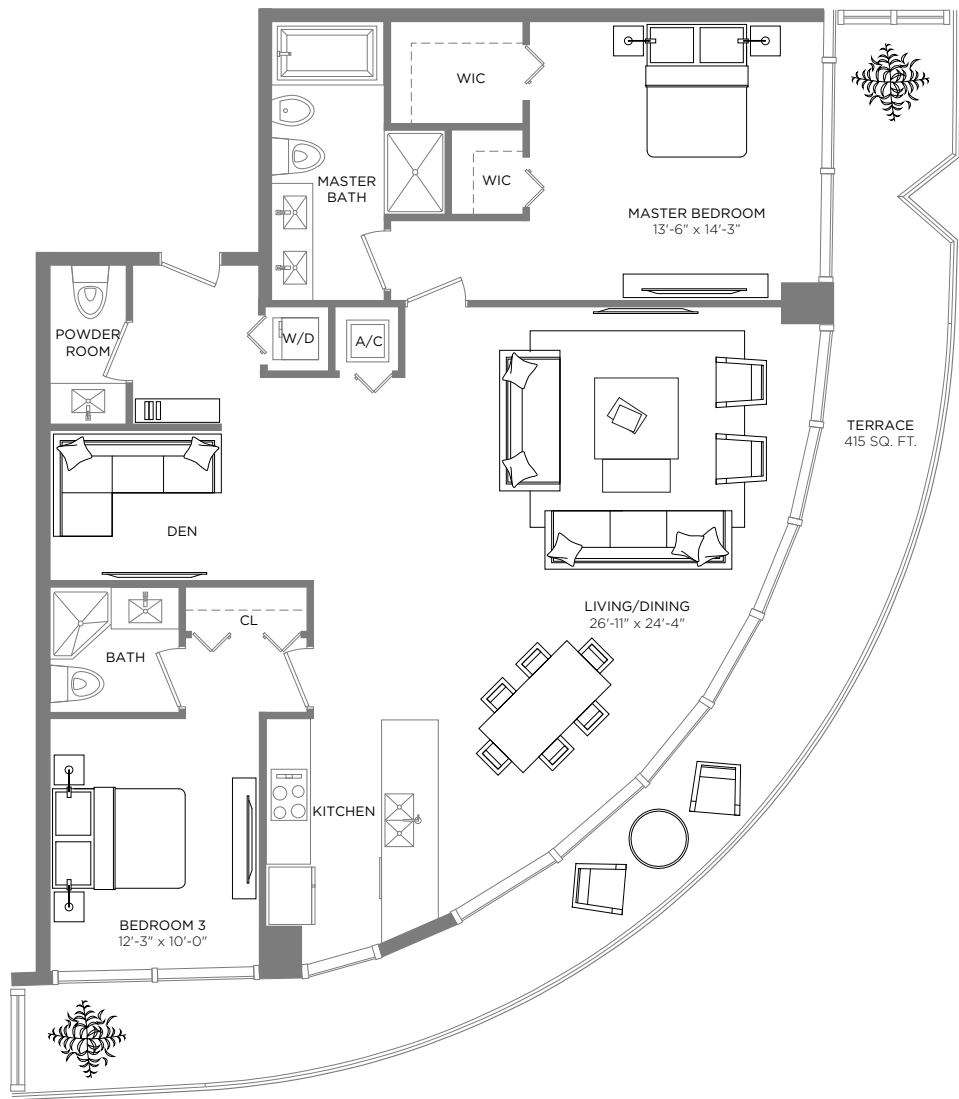 WIC
WIC
MASTER
BATH
MASTER BEDROOM
13'-6" x 14'-3"
POWDER
ROOM
W/D
A/C
TERRACE
415 SQ. FT.
DEN
LIVING/DINING
26'-11" x 24'-4"
CL
BATH
KITCHEN
BEDROOM 3
12'-3" x 10'-0"